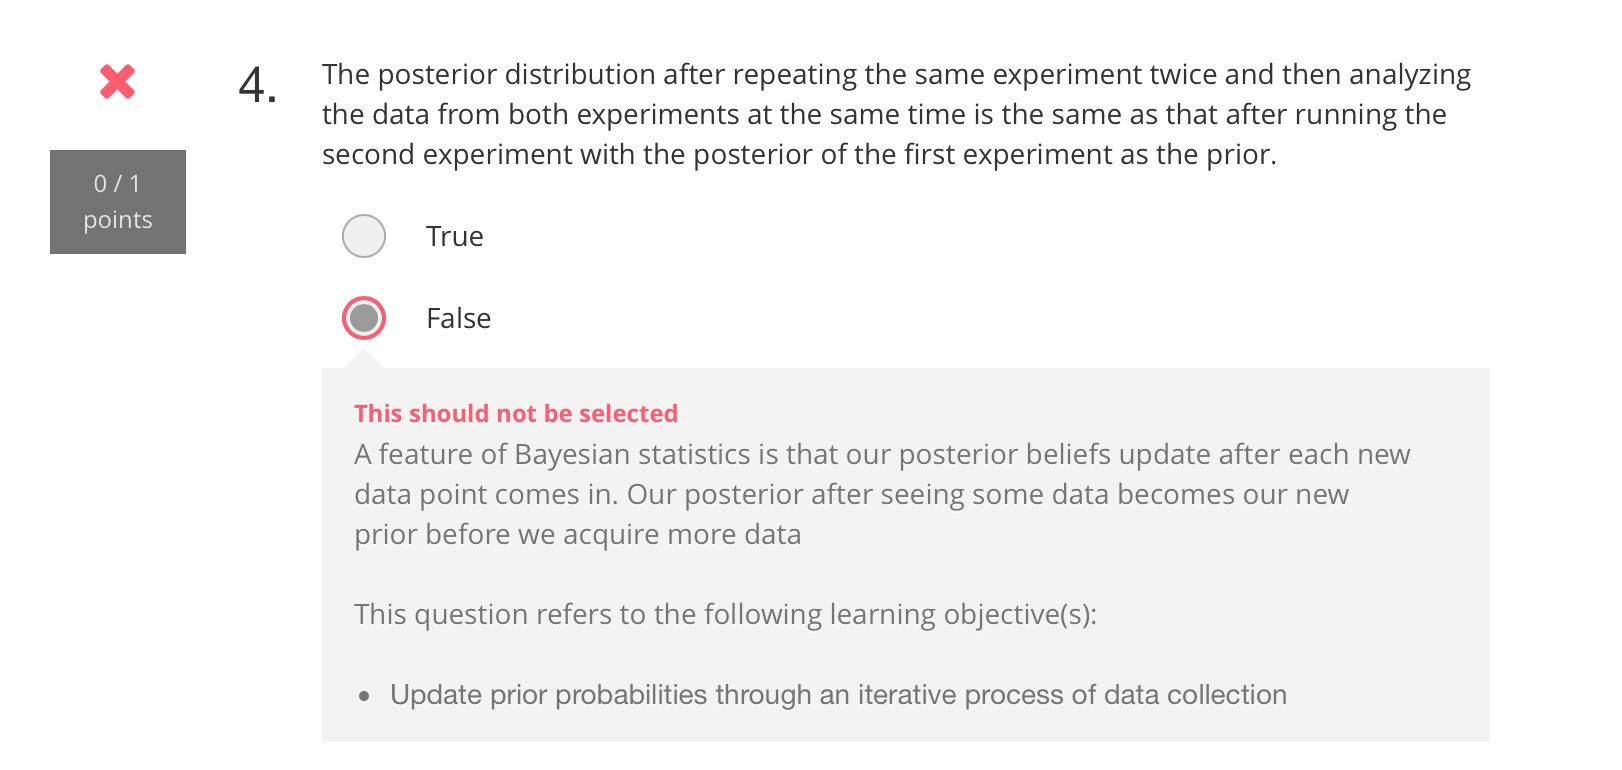 4.
The posterior distribution after repeating the same experiment twice and then analyzing
the data from both experiments at the same time is the same as that after running the
second experiment with the posterior of the first experiment as the prior.
0 / 1
points
True
False
This should not be selected
A feature of Bayesian statistics is that our posterior beliefs update after each new
data point comes in. Our posterior after seeing some data becomes our new
prior before we acquire more data
This question refers to the following learning objective(s):
• Update prior probabilities through an iterative process of data collection